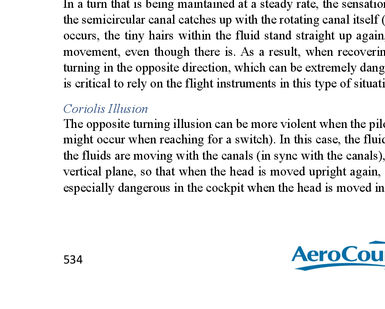 In a turn that is being maintained at a steady rate, the sensatio
the semicircular canal catches up with the rotating canal itself (
occurs, the tiny hairs within the fluid stand straight up again,
movement, even though there is. As a result, when recoverin
turning in the opposite direction, which can be extremely dang
is critical to rely on the flight instruments in this type of situati
Coriolis Illusion
The opposite turning illusion can be more violent when the pil
might occur when reaching for a switch). In this case, the fluid
the fluids are moving with the canals (in sync with the canals),
vertical plane, so that when the head is moved upright again,
especially dangerous in the cockpit when the head is moved in
534
AeroCou